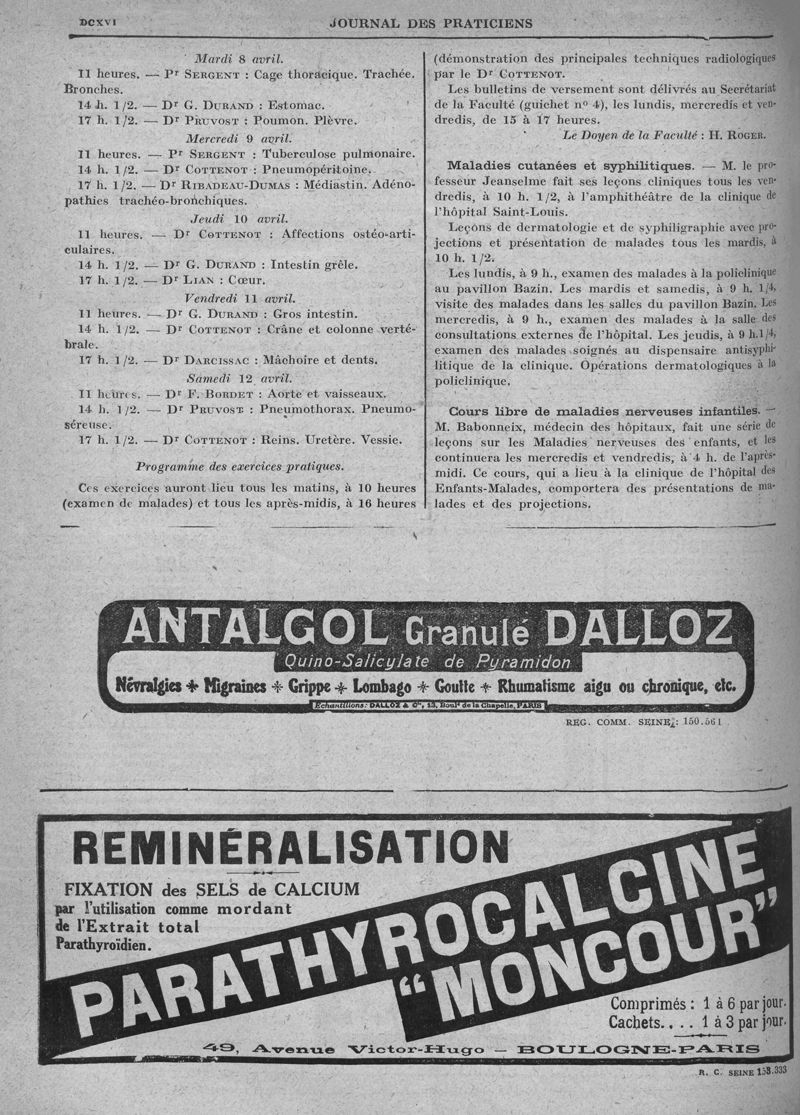 DCXVI
JOURNAL DES PRATICIENS
Mardi 8 avril.
11 heures. — Pr SERGENT : Cage thoracique. Trachée.
Bronches.
14 h. 1/2. — Dr G. DURAND : Estomac.
17 h. 1/2. — Dr PRUVOST : Poumon. Plèvre.
Mercredi 9 avril.
11 heures. — Pr SERGENT : Tuberculose pulmonaire.
14 h. 1/2. — Dr COTTENOT : Pneumopéritoine.
17 h. 1/2. — Dr RIBADEAU-DUMAS : Médiastin. Adéno-
pathies trachéo-bronchiques.
Jeudi 10 avril.
11 heures. — Dr COTTENOT : Affections ostéo-arti-
culaires.
14 h. 1/2. — Dr G. DURAND : Intestin grêle.
17 h. 1/2. — Dr LIAN : Cœur.
Vendredi 11 avril.
11 heures. — Dr G. DURAND : Gros intestin.
14 h. 1/2. — Dr COTTENOT : Crâne et colonne verté-
brale.
17 h. 1/2. — Dr DARCISSAC : Mâchoire et dents.
Samedi 12 avril.
11 heures. — Dr F. BORDET : Aorte et vaisseaux.
14 h. 1/2. — Dr PRUVOST : Pneumothorax. Pneumo-
séreuse.
17 h. 1/2. — Dr COTTENOT : Reins. Uretère. Vessie.
Programme des exercices pratiques.
Ces exercices auront lieu tous les matins, à 10 heures
(examen de malades) et tous les après-midis, à 16 heures
(démonstration des principales techniques radiologiques
par le Dr COTTENOT.
Les bulletins de versement sont délivrés au Secrétariat
de la Faculté (guichet no 4), les lundis, mercredis et ven-
dredis, de 15 à 17 heures.
Le Doyen de la Faculté : H. ROGER.
Maladies cutanées et syphilitiques. — M. le pro-
fesseur Jeanselme fait ses leçons cliniques tous les ven-
dredis, à 10 h. 1/2, à l'amphithéâtre de la clinique de
l'hôpital Saint-Louis.
Leçons de dermatologie et de syphiligraphie avec pro-
jections et présentation de malades tous les mardis, à
10 h. 1/2.
Les lundis, à 9 h., examen des malades à la policlinique
au pavillon Bazin. Les mardis et samedis, à 9 h. 1/4,
visite des malades dans les salles du pavillon Bazin. Les
mercredis, à 9 h., examen des malades à la salle des
consultations externes de l'hôpital. Les jeudis, à 9 h.1/4,
examen des malades soignés au dispensaire antisyphi-
litique de la clinique. Opérations dermatologiques à la
policlinique.
Cours libre de maladies nerveuses infantiles. —
M. Babonneix, médecin des hôpitaux, fait une série de
leçons sur les Maladies nerveuses des enfants, et les
continuera les mercredis et vendredis, à 4 h. de l'après-
midi. Ce cours, qui a lieu à la clinique de l'hôpital des
Enfants-Malades, comportera des présentations de ma-
lades et des projections.
ANTALGOL Granulé DALLOZ
Quino-Salicylate de Pyramidon
Névralgies ✦ Migraines ✦ Grippe ✦ Lombago ✦ Goutte ✦ Rhumatisme aigu ou chronique, etc.
Échantillons: DALLOZ & Cie, 13, Bould de la Chapelle, PARIS
REG. COMM. SEINE : 150.561
REMINÉRALISATION
FIXATION des SELS de CALCIUM
par l'utilisation comme mordant
de l'Extrait total
Parathyroïdien.
PARATHYROCALCINE
"MONCOUR"
Comprimés : 1 à 6 par jour.
Cachets.... 1 à 3 par jour.
49, Avenue Victor-Hugo — BOULOGNE-PARIS
R. C. SEINE 153.333